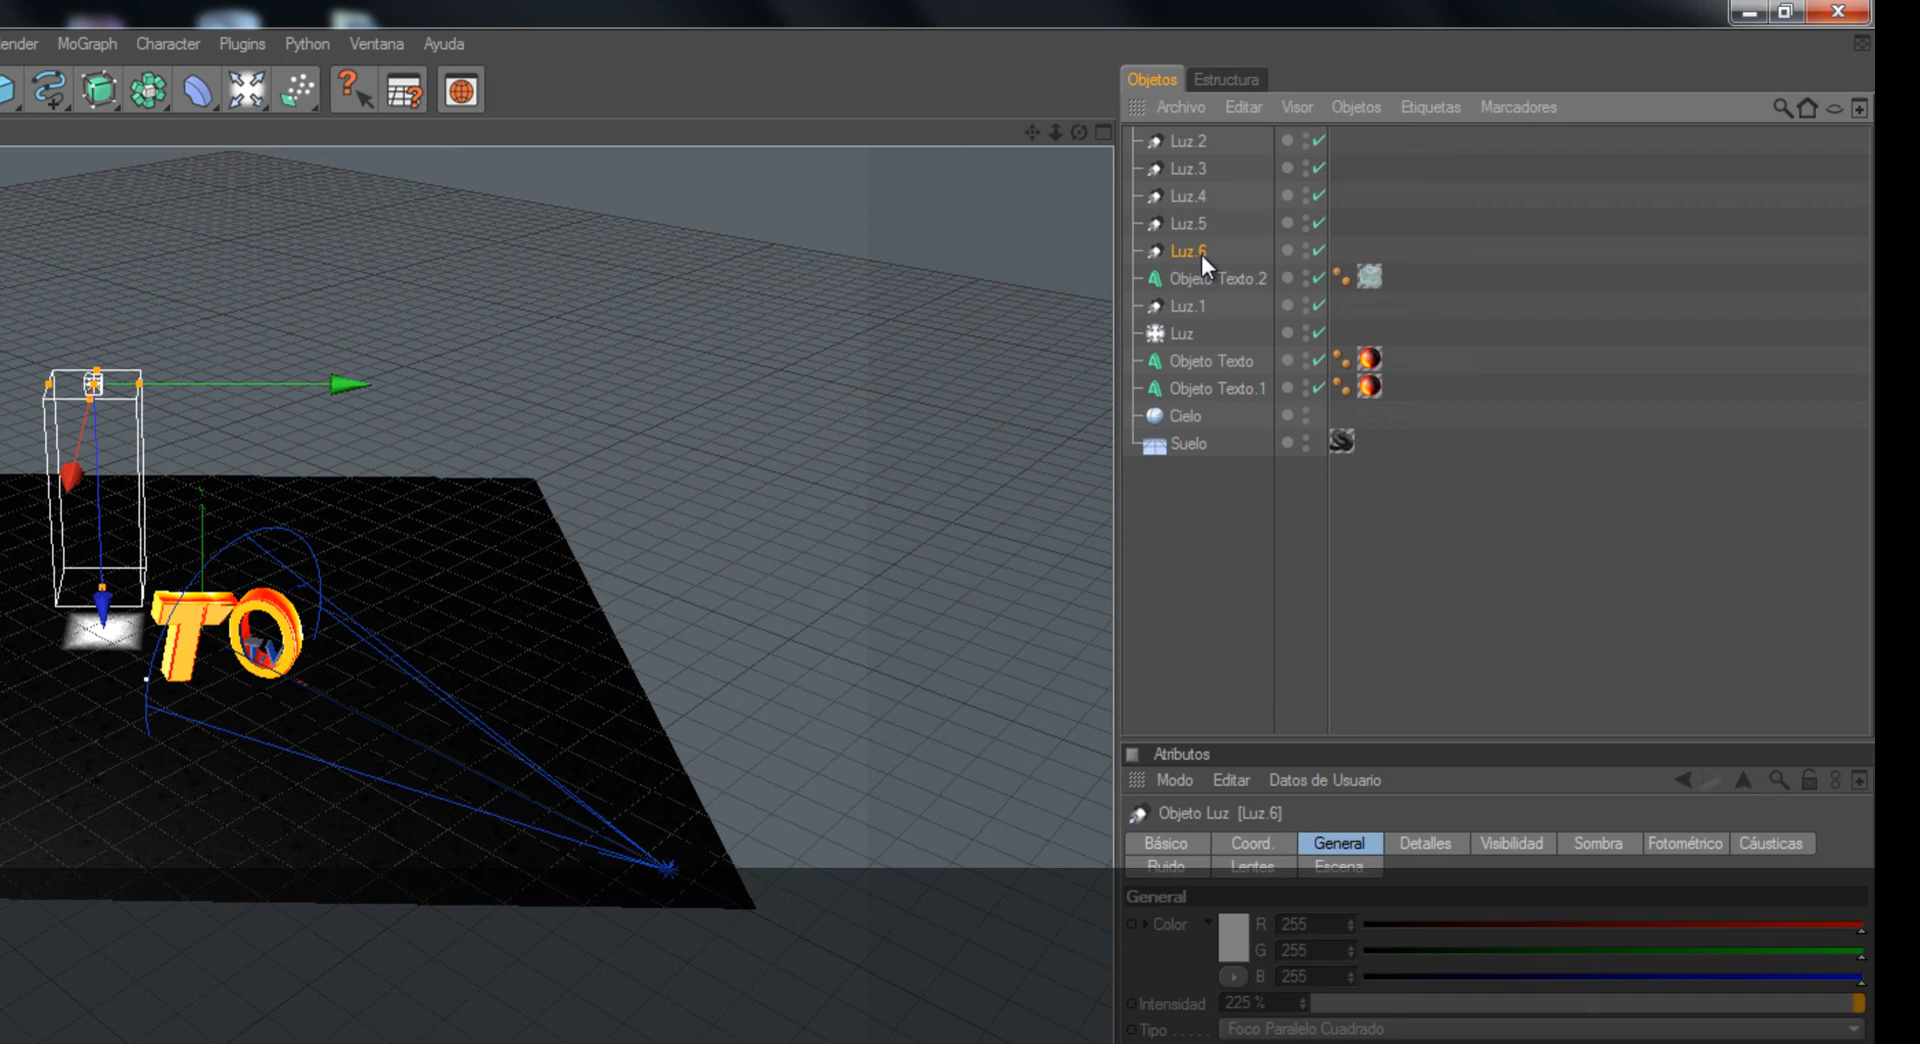 ender MoGraph Character Plugins Python Ventana Ayuda
Objetos Estructura
Archivo Editar Visor Objetos Etiquetas Marcadores
Luz.2
Luz.3
Luz.4
Luz.5
Luz.6
Objeto Texto.2
Luz.1
Luz
Objeto Texto
Objeto Texto.1
Cielo
Suelo
TO
Atributos
Modo Editar Datos de Usuario
Objeto Luz [Luz.6]
Básico Coord. General Detalles Visibilidad Sombra Fotométrico Cáusticas
Ruido Lentes Escena
General
Color R 255
G 255
B 255
Intensidad 225 %
Tipo . . . . . Foco Paralelo Cuadrado